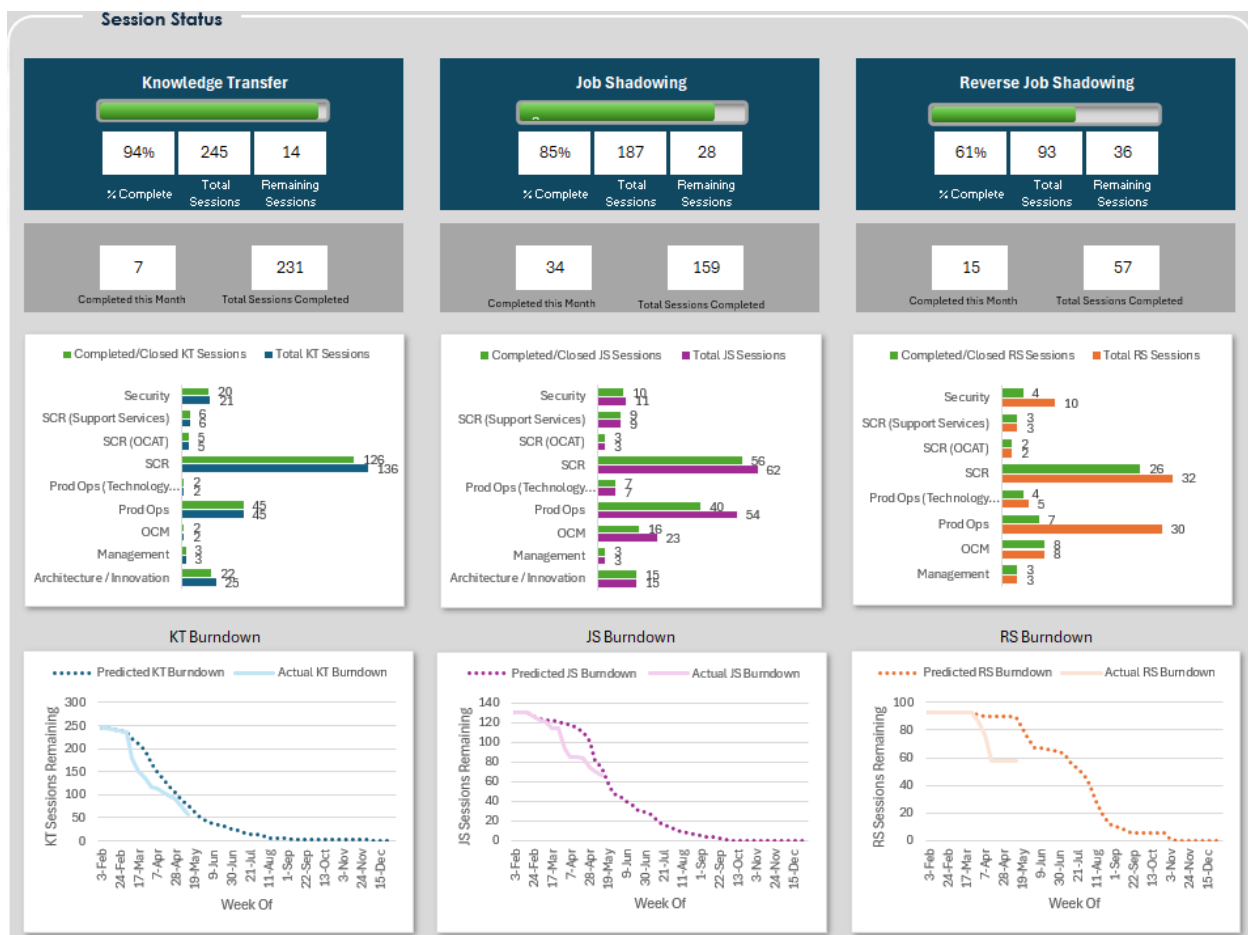 Session Status
Knowledge Transfer
94% 245 14
% Complete Total Sessions Remaining Sessions
7 231
Completed this Month Total Sessions Completed
Job Shadowing
85% 187 28
% Complete Total Sessions Remaining Sessions
34 159
Completed this Month Total Sessions Completed
Reverse Job Shadowing
61% 93 36
% Complete Total Sessions Remaining Sessions
15 57
Completed this Month Total Sessions Completed
Completed/Closed KT Sessions Total KT Sessions
Security 20 21
SCR (Support Services) 6 6
SCR (OCAT) 5 5
SCR 126 136
Prod Ops (Technology... 2 2
Prod Ops 45 45
OCM 2 2
Management 3 3
Architecture / Innovation 22 25
Completed/Closed JS Sessions Total JS Sessions
Security 10 11
SCR (Support Services) 9 9
SCR (OCAT) 3 3
SCR 56 62
Prod Ops (Technology... 7 7
Prod Ops 40 54
OCM 16 23
Management 3 3
Architecture / Innovation 15 15
Completed/Closed RS Sessions Total RS Sessions
Security 4 10
SCR (Support Services) 3 3
SCR (OCAT) 2 2
SCR 26 32
Prod Ops (Technology... 4 5
Prod Ops 7 30
OCM 8 8
Management 3 3
KT Burndown
Predicted KT Burndown Actual KT Burndown
KT Sessions Remaining
300
250
200
150
100
50
0
3-Feb 24-Feb 17-Mar 7-Apr 28-Apr 19-May 9-Jun 30-Jun 21-Jul 11-Aug 1-Sep 22-Sep 13-Oct 3-Nov 24-Nov 15-Dec
Week Of
JS Burndown
Predicted JS Burndown Actual JS Burndown
JS Sessions Remaining
140
120
100
80
60
40
20
0
3-Feb 24-Feb 17-Mar 7-Apr 28-Apr 19-May 9-Jun 30-Jun 21-Jul 11-Aug 1-Sep 22-Sep 13-Oct 3-Nov 24-Nov 15-Dec
Week Of
RS Burndown
Predicted RS Burndown Actual RS Burndown
RS Sessions Remaining
100
80
60
40
20
0
3-Feb 24-Feb 17-Mar 7-Apr 28-Apr 19-May 9-Jun 30-Jun 21-Jul 11-Aug 1-Sep 22-Sep 13-Oct 3-Nov 24-Nov 15-Dec
Week Of